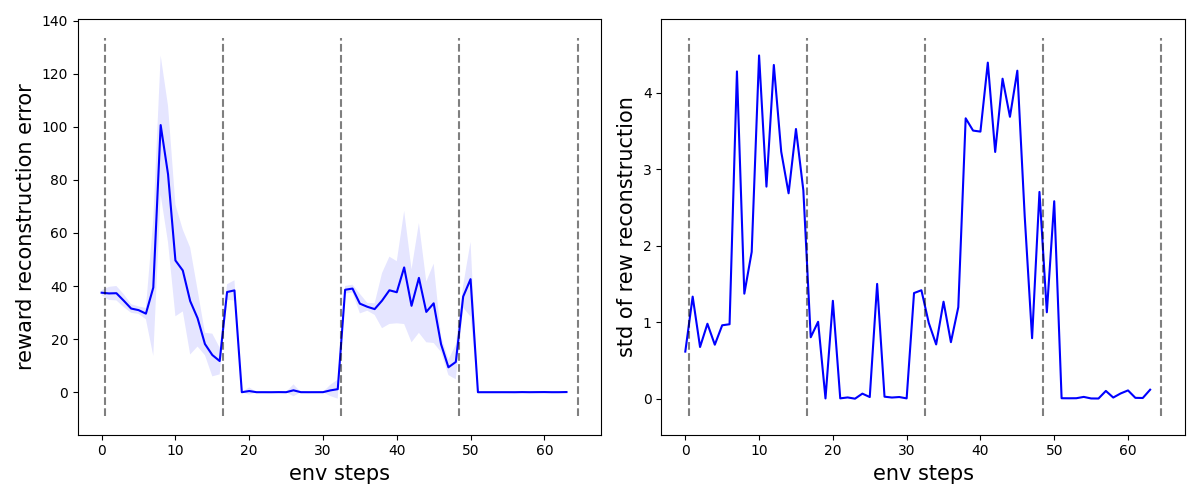 140
120
100
80
60
40
20
0
reward reconstruction error
0 10 20 30 40 50 60
env steps
4
3
2
1
0
std of rew reconstruction
0 10 20 30 40 50 60
env steps